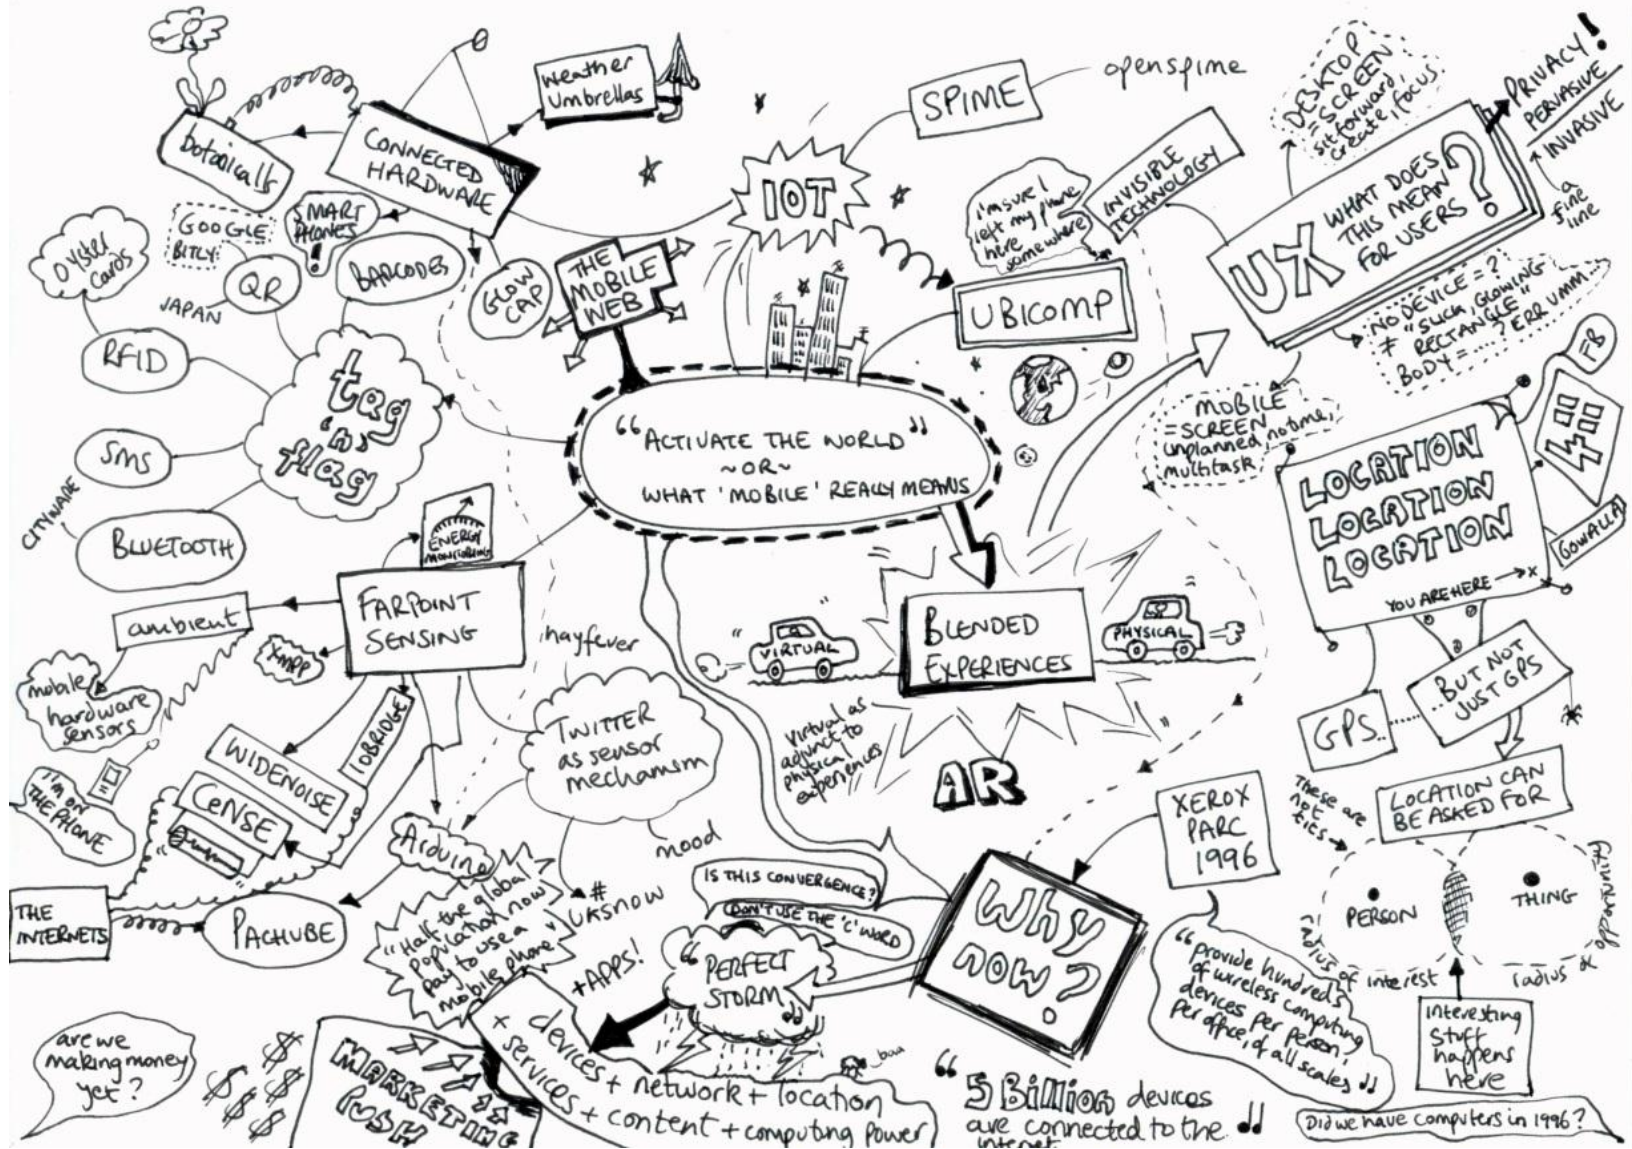 weather
umbrellas
botanicalls
CONNECTED
HARDWARE
SMART
PHONES
!
GOOGLE
BITLY:
QR
JAPAN
BARCODES
GLOW
CAP
OYSTER
CARDS
RFID
SMS
CITYWARE
BLUETOOTH
tag
'n'
flag
THE
MOBILE
WEB
IOT
SPIME
openspime
I'm sure I
left my phone
here
somewhere
INVISIBLE
TECHNOLOGY
UBICOMP
DESKTOP
= SCREEN
sit forward,
create, focus.
PRIVACY!
PERVASIVE
INVASIVE
a
fine
line
UX
WHAT DOES
THIS MEAN
FOR USERS?
NO DEVICE = ?
≠ "SLICK GLOWING
RECTANGLE"
BODY = ....? ERR UMM...
MOBILE
= SCREEN
unplanned, no time,
multitask
FB
LOCATION
LOCATION
LOCATION
YOU ARE HERE → x
GOWALLA
"ACTIVATE THE WORLD"
~OR~
WHAT 'MOBILE' REALLY MEANS
ENERGY
MONITORING
FARPOINT
SENSING
ambient
XMPP
mobile
hardware
sensors
I'M ON
THE PHONE
WIDENOISE
IOBRIDGE
CeNSE
Arduino
THE
INTERNETS
PACHUBE
hayfever
TWITTER
as sensor
mechanism
mood
#
UKSNOW
VIRTUAL
BLENDED
EXPERIENCES
PHYSICAL
virtual as
adjunct to
physical
experiences
AR
GPS..
..BUT NOT
JUST GPS
LOCATION CAN
BE ASKED FOR
These are
not
tits
PERSON
THING
radius of interest
radius of opportunity
interesting
stuff
happens
here
XEROX
PARC
1996
"provide hundreds
of wireless computing
devices per person,
per office, of all scales"
Did we have computers in 1996?
WHY
NOW?
IS THIS CONVERGENCE?
DON'T USE THE 'C' WORD
"PERFECT
STORM"
baa
"Half the global
population now
pay to use a
mobile phone"
+APPS!
devices + network + location
+ services + content + computing power
MARKETING
PUSH
are we
making money
yet?
$ $ $ $ $ $
"5 Billion devices
are connected to the
internet